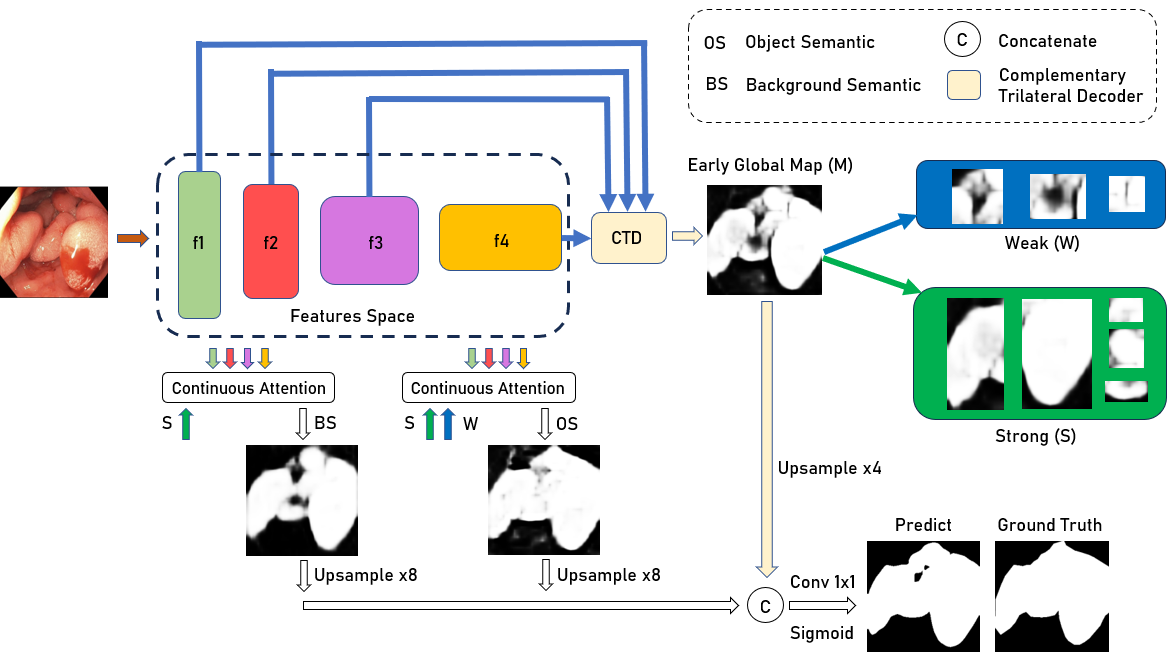 OS Object Semantic
C Concatenate
BS Background Semantic
Complementary
Trilateral Decoder
Early Global Map (M)
f1
f2
f3
f4
CTD
Weak (W)
Features Space
Continuous Attention
Continuous Attention
S
BS
S
W
OS
Strong (S)
Upsample x4
Predict
Ground Truth
Upsample x8
Upsample x8
Conv 1x1
C
Sigmoid